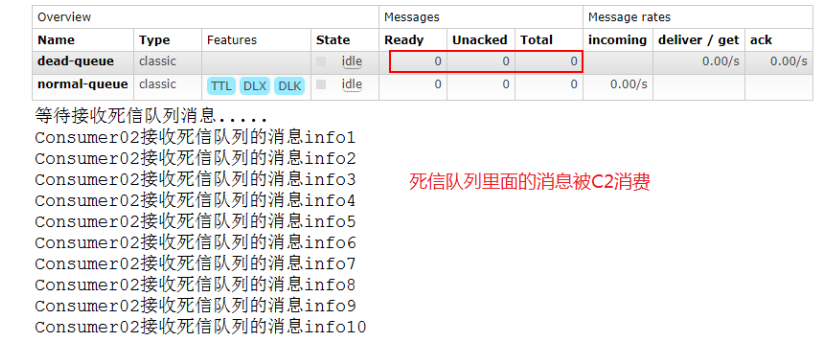 Overview Messages Message rates
Name Type Features State Ready Unacked Total incoming deliver / get ack
dead-queue classic idle 0 0 0 0.00/s 0.00/s
normal-queue classic TTL DLX DLK idle 0 0 0 0.00/s
等待接收死信队列消息.....
Consumer02接收死信队列的消息info1
Consumer02接收死信队列的消息info2
Consumer02接收死信队列的消息info3
死信队列里面的消息被C2消费
Consumer02接收死信队列的消息info4
Consumer02接收死信队列的消息info5
Consumer02接收死信队列的消息info6
Consumer02接收死信队列的消息info7
Consumer02接收死信队列的消息info8
Consumer02接收死信队列的消息info9
Consumer02接收死信队列的消息info10